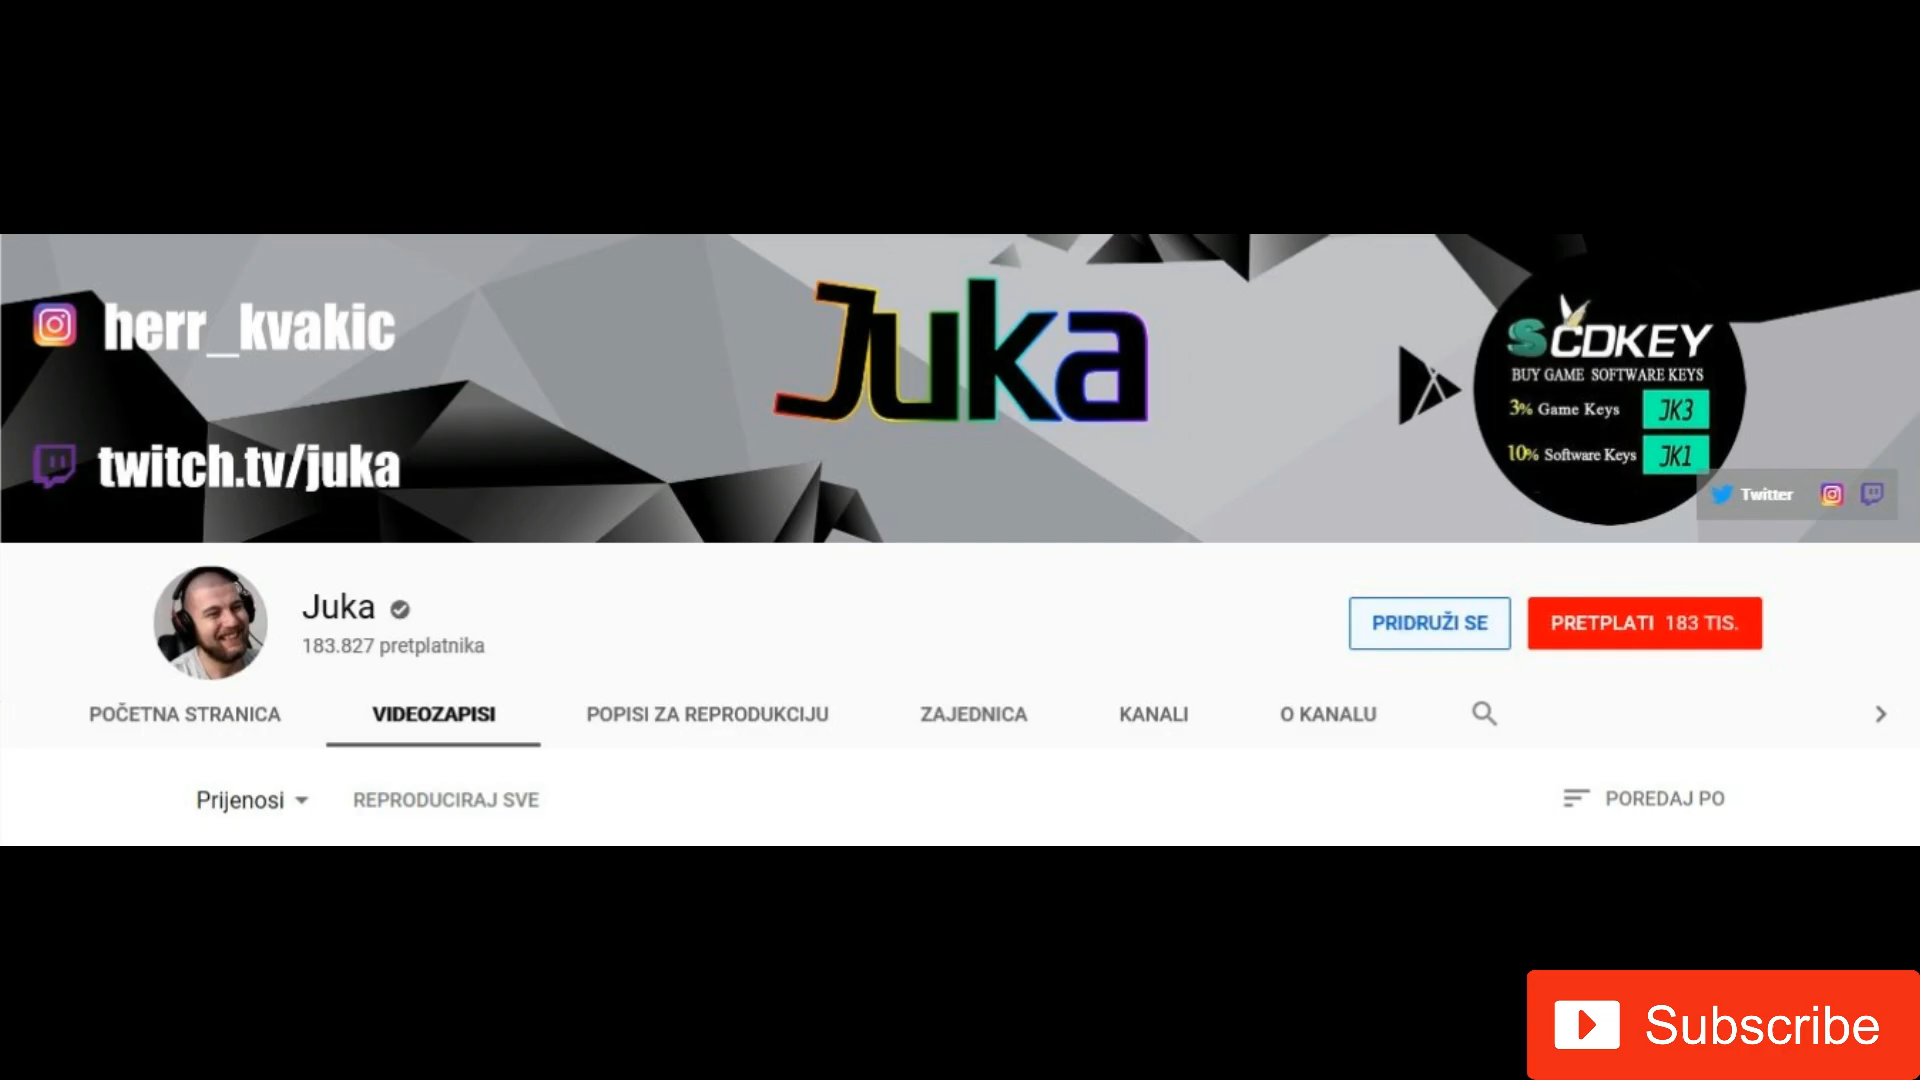 herr_kvakic
twitch.tv/juka
Juka
SCDKEY
BUY GAME SOFTWARE KEYS
3% Game Keys JK3
10% Software Keys JK1
Twitter
Juka
183.827 pretplatnika
PRIDRUŽI SE
PRETPLATI 183 TIS.
POČETNA STRANICA VIDEOZAPISI POPISI ZA REPRODUKCIJU ZAJEDNICA KANALI O KANALU
Prijenosi REPRODUCIRAJ SVE POREDAJ PO
Subscribe